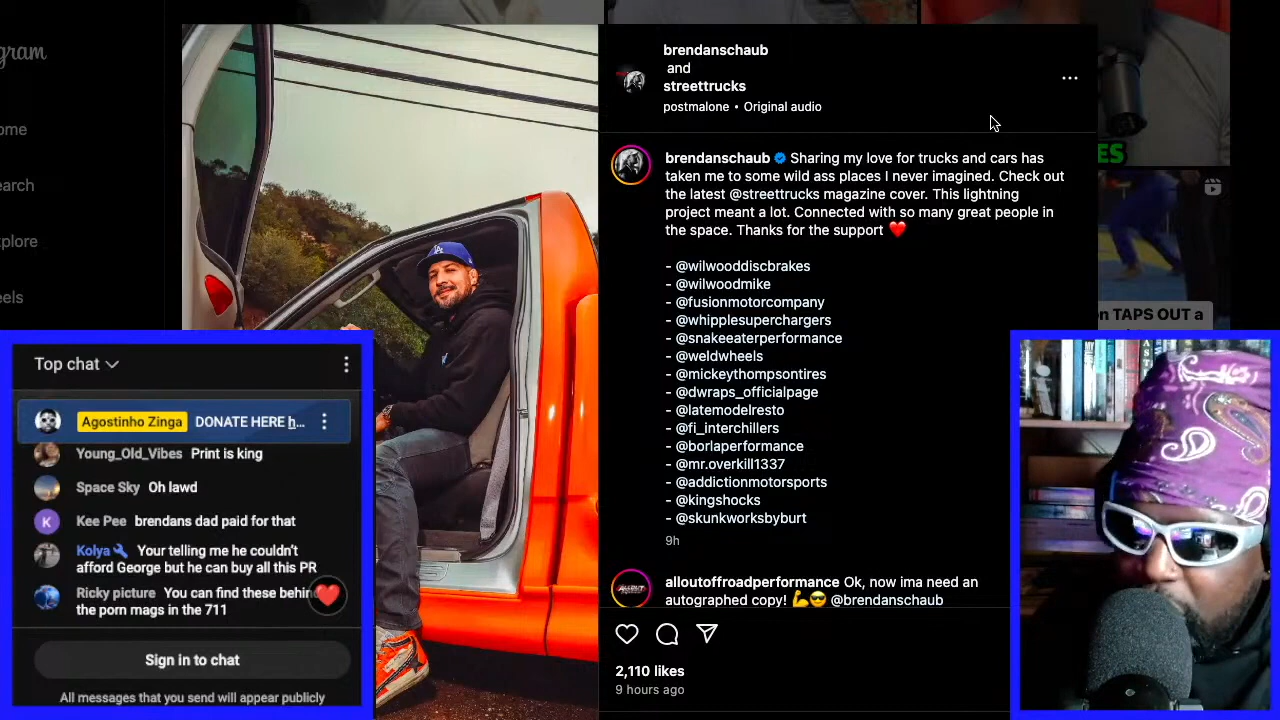 gram
ome
earch
xplore
eels
brendanschaub
and
streettrucks
postmalone • Original audio
brendanschaub Sharing my love for trucks and cars has
taken me to some wild ass places I never imagined. Check out
the latest @streettrucks magazine cover. This lightning
project meant a lot. Connected with so many great people in
the space. Thanks for the support ❤️
- @wilwooddiscbrakes
- @wilwoodmike
- @fusionmotorcompany
- @whipplesuperchargers
- @snakeeaterperformance
- @weldwheels
- @mickeythompsontires
- @dwraps_officialpage
- @latemodelresto
- @fi_interchillers
- @borlaperformance
- @mr.overkill1337
- @addictionmotorsports
- @kingshocks
- @skunkworksbyburt
9h
alloutoffroadperformance Ok, now ima need an
autographed copy! 💪😎 @brendanschaub
2,110 likes
9 hours ago
ES
on TAPS OUT a
Top chat
Agostinho Zinga DONATE HERE h...
Young_Old_Vibes Print is king
Space Sky Oh lawd
K
Kee Pee brendans dad paid for that
Kolya🔧 Your telling me he couldn't
afford George but he can buy all this PR
Ricky picture You can find these behin
the porn mags in the 711
Sign in to chat
All messages that you send will appear publicly